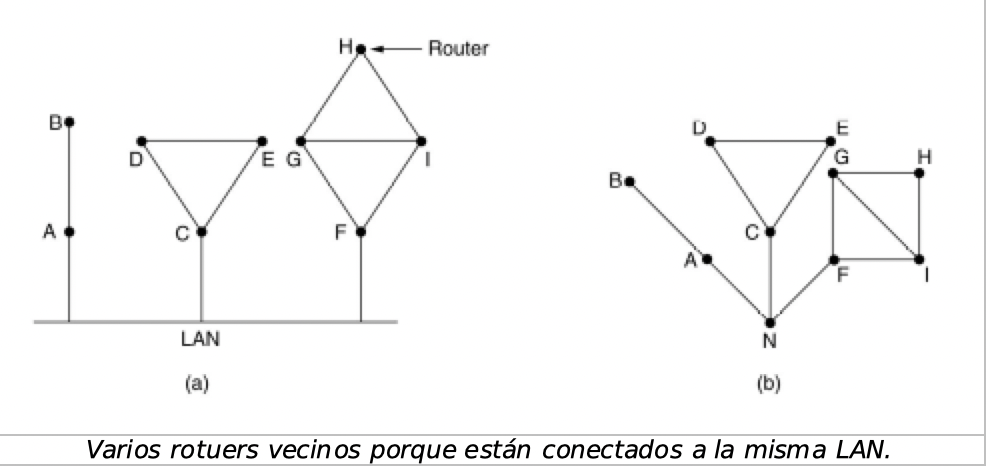 H Router
B
D E G I
A C F
LAN
(a)
D E
G H
B
C
A F I
N
(b)
Varios rotuers vecinos porque están conectados a la misma LAN.